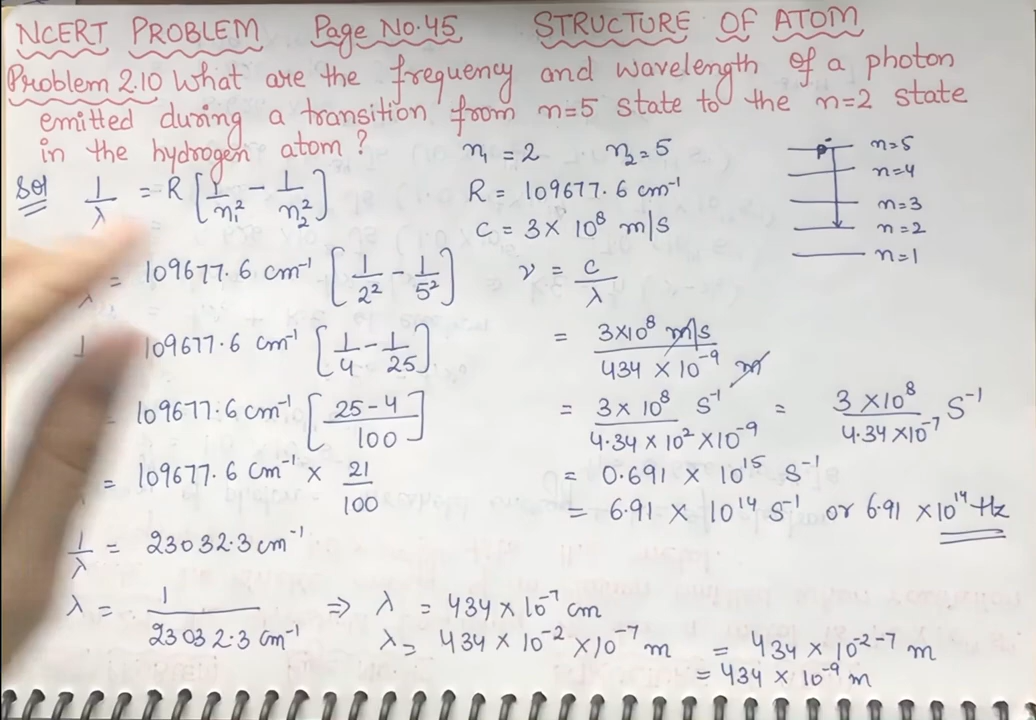 NCERT PROBLEM Page No.45 STRUCTURE OF ATOM
Problem 2.10 What are the frequency and wavelength of a photon
emitted during a transition from n=5 state to the n=2 state
in the hydrogen atom?
n₁ = 2 n₂ = 5
Sol 1/λ = R [1/n₁² − 1/n₂²]
R = 109677.6 cm⁻¹
c = 3 × 10⁸ m/s
n=5
n=4
n=3
n=2
n=1
λ = 109677.6 cm⁻¹ [1/2² − 1/5²]
1 109677.6 cm⁻¹ [1/4 − 1/25]
109677.6 cm⁻¹ [25−4/100]
= 109677.6 cm⁻¹ × 21/100
1/λ = 23032.3 cm⁻¹
λ = 1/23032.3 cm⁻¹ ⇒ λ = 434 × 10⁻⁷ cm
λ = 434 × 10⁻² × 10⁻⁷ m = 434 × 10⁻²⁻⁷ m
= 434 × 10⁻⁹ m
ν = c/λ
= 3×10⁸ m/s / 434 × 10⁻⁹ m
= 3 × 10⁸ S⁻¹ / 4.34 × 10² × 10⁻⁹ = 3 × 10⁸ / 4.34 × 10⁻⁷ S⁻¹
= 0.691 × 10¹⁵ S⁻¹
= 6.91 × 10¹⁴ S⁻¹ or 6.91 × 10¹⁴ Hz